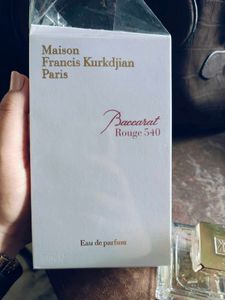 Maison
Francis Kurkdjian
Paris
Baccarat
Rouge 540
Eau de parfum